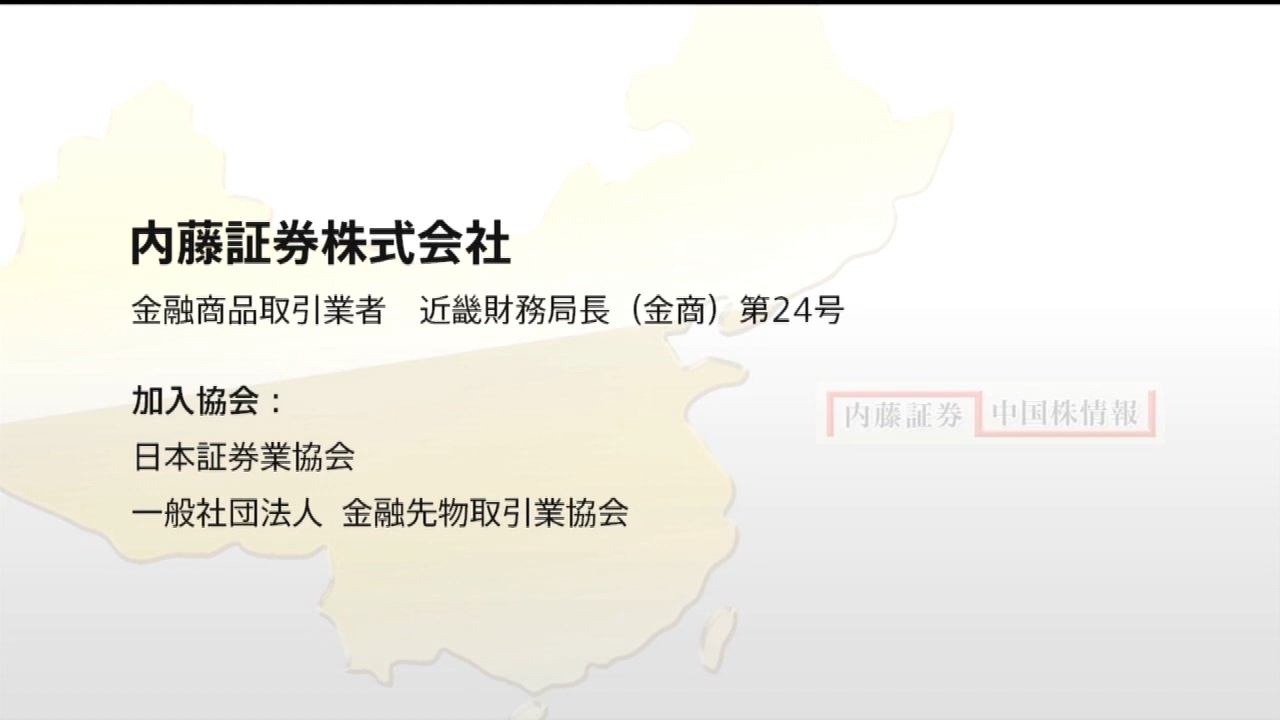 内藤証券株式会社
金融商品取引業者　近畿財務局長（金商）第24号
加入協会：
日本証券業協会
一般社団法人 金融先物取引業協会
内藤証券 中国株情報